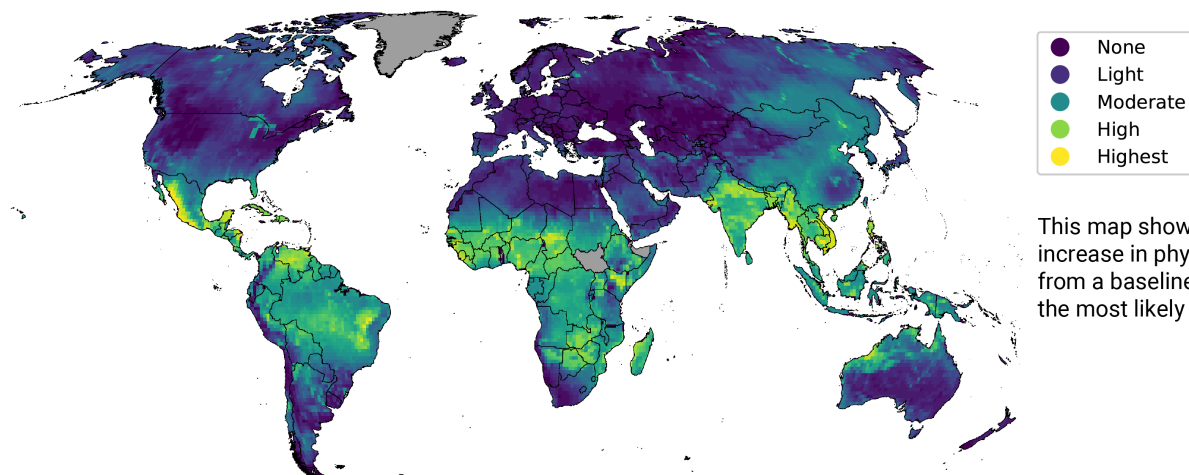 None
Light
Moderate
High
Highest
This map show
increase in phy
from a baseline
the most likely